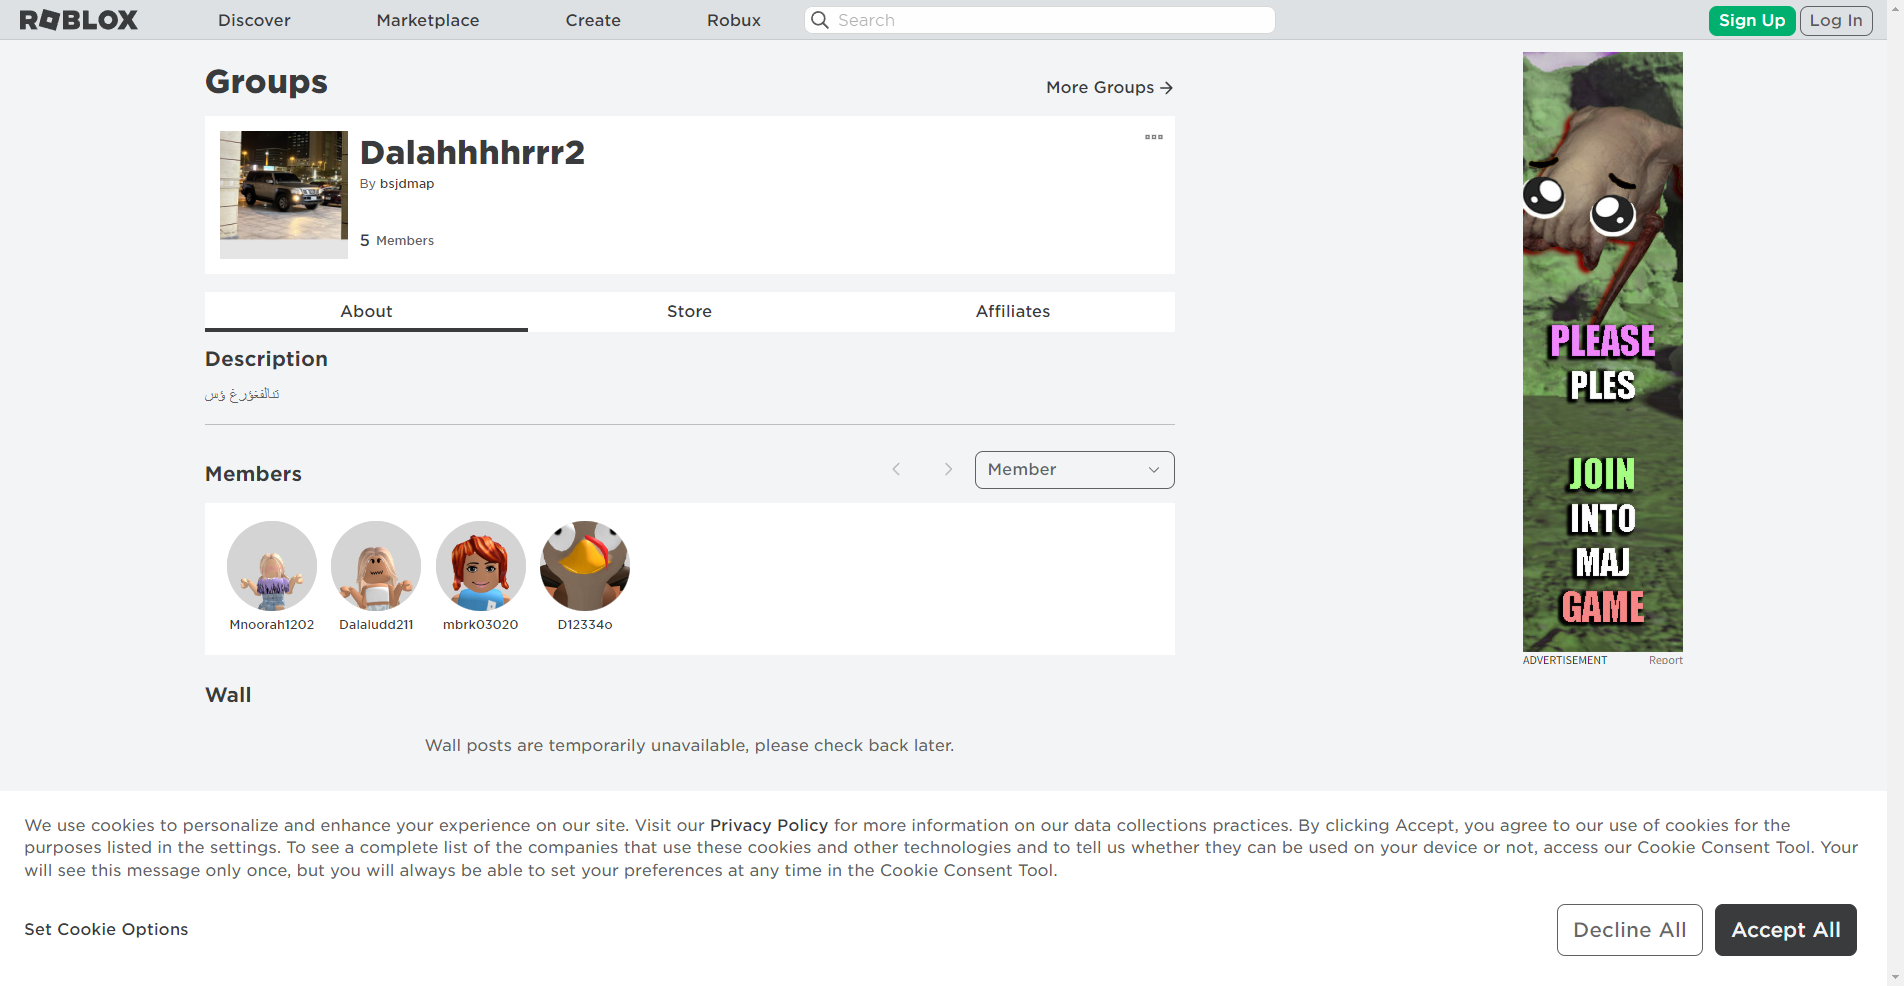 ROBLOX
Discover
Marketplace
Create
Robux
Search
Sign Up
Log In
Groups
More Groups
Dalahhhhrrr2
By bsjdmap
5 Members
About
Store
Affiliates
Description
Members
Member
Mnoorah1202
Dalaludd211
mbrk03020
D12334o
Wall
Wall posts are temporarily unavailable, please check back later.
PLEASE
PLES
JOIN
INTO
MAJ
GAME
ADVERTISEMENT
Report
We use cookies to personalize and enhance your experience on our site. Visit our Privacy Policy for more information on our data collections practices. By clicking Accept, you agree to our use of cookies for the
purposes listed in the settings. To see a complete list of the companies that use these cookies and other technologies and to tell us whether they can be used on your device or not, access our Cookie Consent Tool. Your
will see this message only once, but you will always be able to set your preferences at any time in the Cookie Consent Tool.
Set Cookie Options
Decline All
Accept All